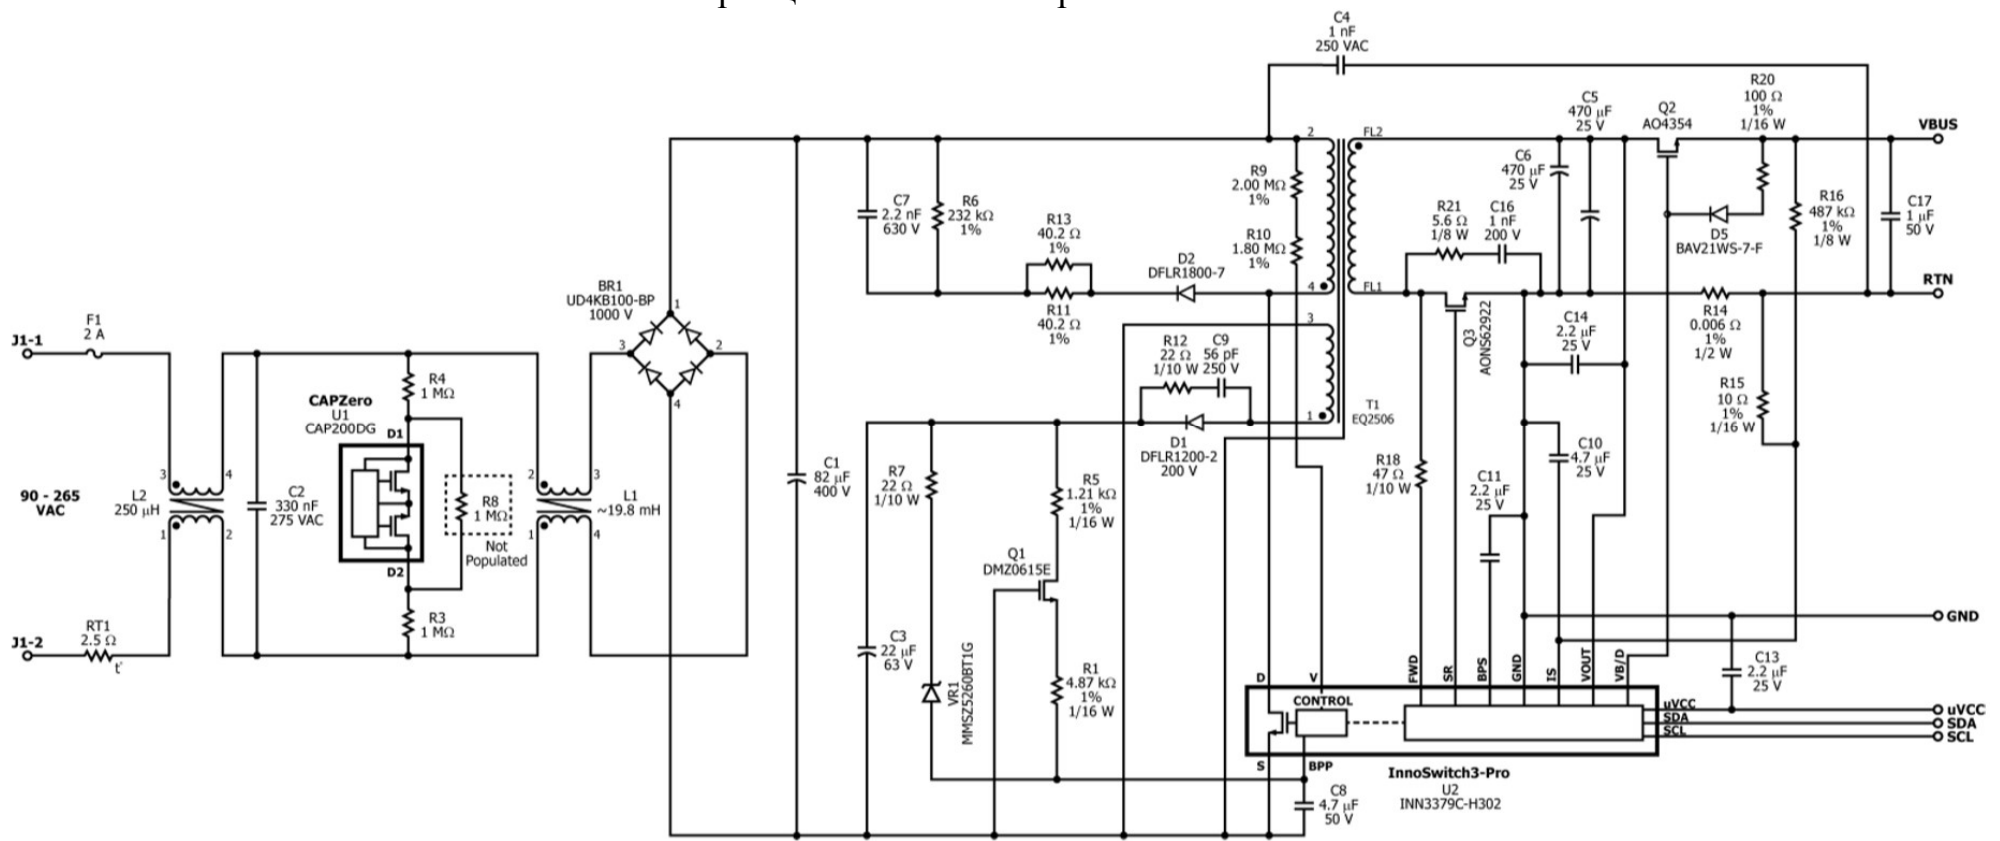 C4
1 nF
250 VAC
R20
100 Ω
1%
1/16 W
C5
470 µF
25 V
Q2
AO4354
VBUS
2
FL2
C6
470 µF
25 V
R9
2.00 MΩ
1%
C7
2.2 nF
630 V
R6
232 kΩ
1%
R13
40.2 Ω
1%
R10
1.80 MΩ
1%
R21
5.6 Ω
1/8 W
C16
1 nF
200 V
D5
BAV21WS-7-F
R16
487 kΩ
1%
1/8 W
C17
1 µF
50 V
D2
DFLR1800-7
RTN
4
FL1
BR1
UD4KB100-BP
1000 V
1
R11
40.2 Ω
1%
3
Q3
AONS62922
C14
2.2 µF
25 V
R14
0.006 Ω
1%
1/2 W
F1
2 A
J1-1
3
2
4
R12
22 Ω
1/10 W
C9
56 pF
250 V
R4
1 MΩ
CAPZero
U1
CAP200DG
D1
R15
10 Ω
1%
1/16 W
1
T1
EQ2506
D1
DFLR1200-2
200 V
C1
82 µF
400 V
R7
22 Ω
1/10 W
R5
1.21 kΩ
1%
1/16 W
R18
47 Ω
1/10 W
C11
2.2 µF
25 V
C10
4.7 µF
25 V
90 - 265
VAC
3
4
L2
250 µH
1
2
C2
330 nF
275 VAC
R8
1 MΩ
Not
Populated
2
3
L1
~19.8 mH
1
4
D2
Q1
DMZ0615E
R3
1 MΩ
J1-2
RT1
2.5 Ω
t°
C3
22 µF
63 V
VR1
MMSZ5260BT1G
R1
4.87 kΩ
1%
1/16 W
GND
D
V
FWD
SR
BPS
GND
IS
VOUT
VB/D
C13
2.2 µF
25 V
CONTROL
uVCC
SDA
SCL
uVCC
SDA
SCL
S
BPP
InnoSwitch3-Pro
U2
INN3379C-H302
C8
4.7 µF
50 V